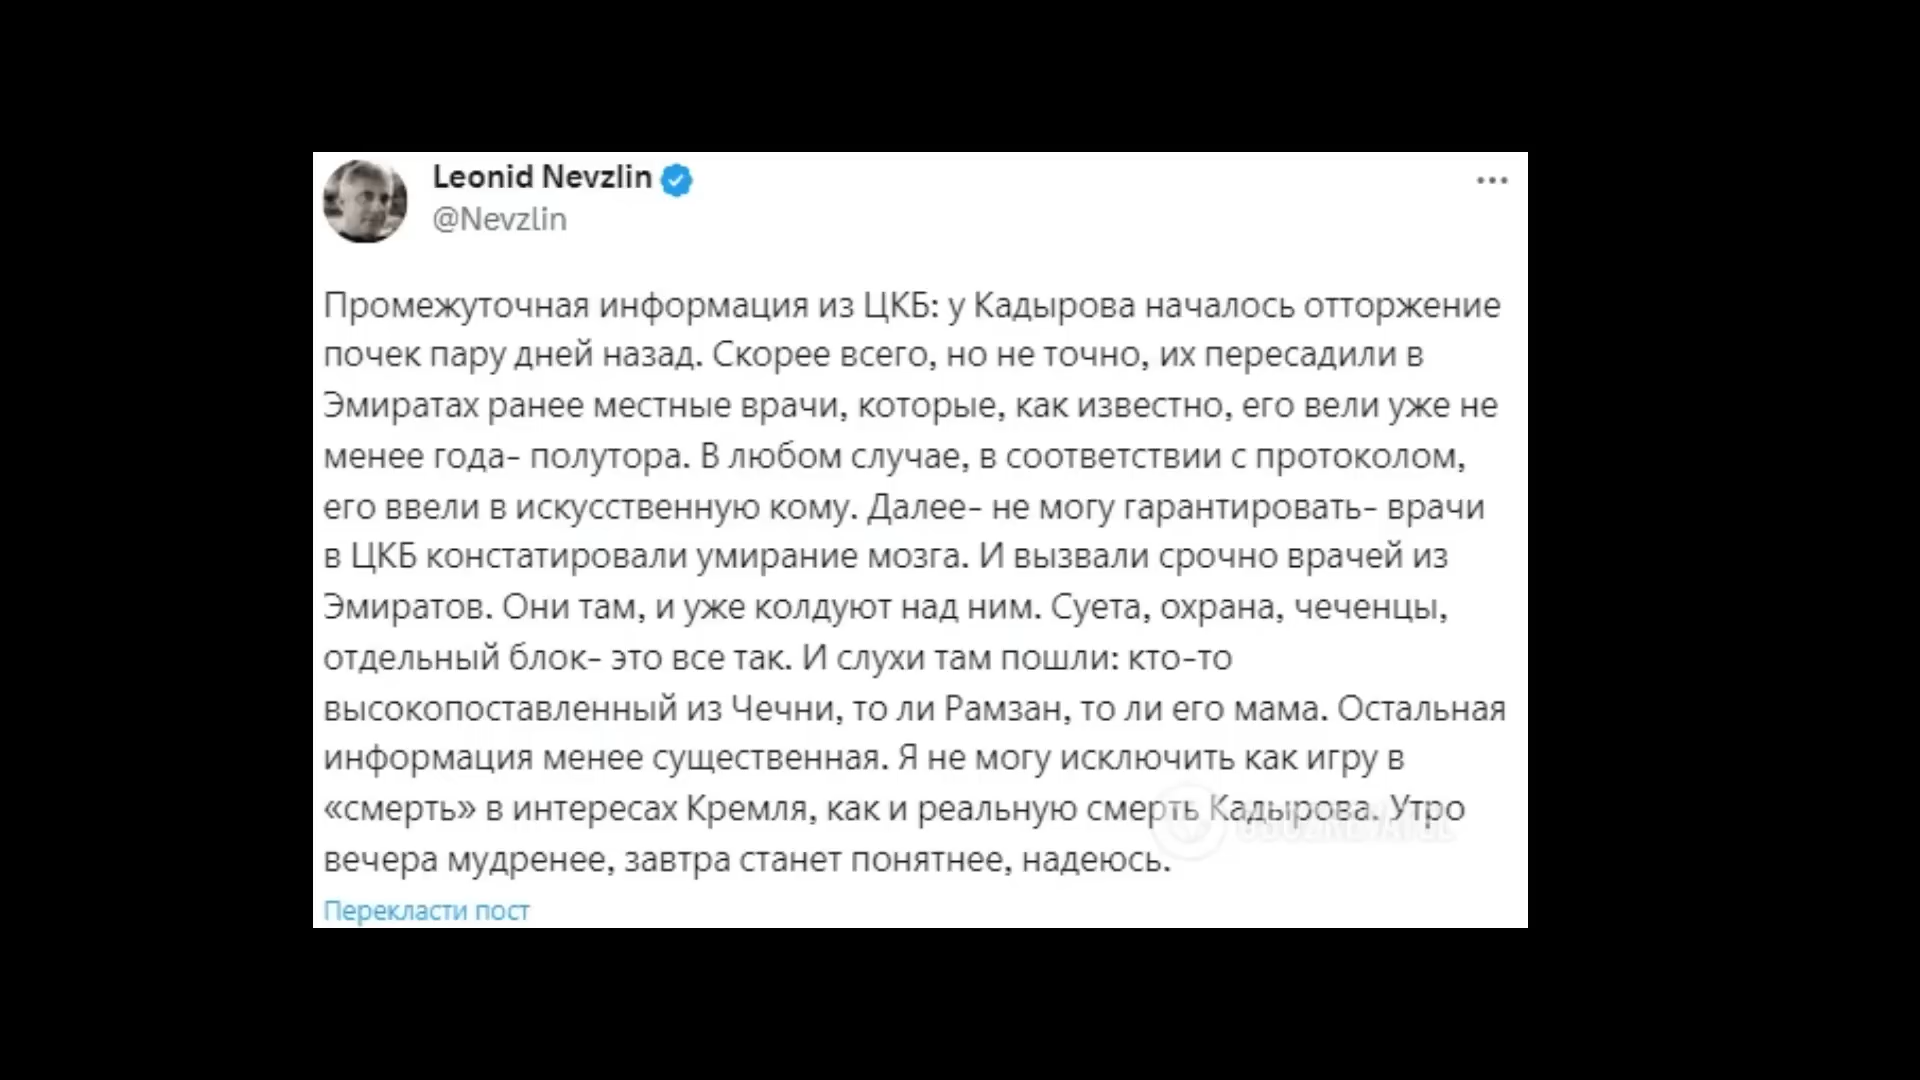 Leonid Nevzlin
@Nevzlin
Промежуточная информация из ЦКБ: у Кадырова началось отторжение
почек пару дней назад. Скорее всего, но не точно, их пересадили в
Эмиратах ранее местные врачи, которые, как известно, его вели уже не
менее года- полутора. В любом случае, в соответствии с протоколом,
его ввели в искусственную кому. Далее- не могу гарантировать- врачи
в ЦКБ констатировали умирание мозга. И вызвали срочно врачей из
Эмиратов. Они там, и уже колдуют над ним. Суета, охрана, чеченцы,
отдельный блок- это все так. И слухи там пошли: кто-то
высокопоставленный из Чечни, то ли Рамзан, то ли его мама. Остальная
информация менее существенная. Я не могу исключить как игру в
«смерть» в интересах Кремля, как и реальную смерть Кадырова. Утро
вечера мудренее, завтра станет понятнее, надеюсь.
Перекласти пост